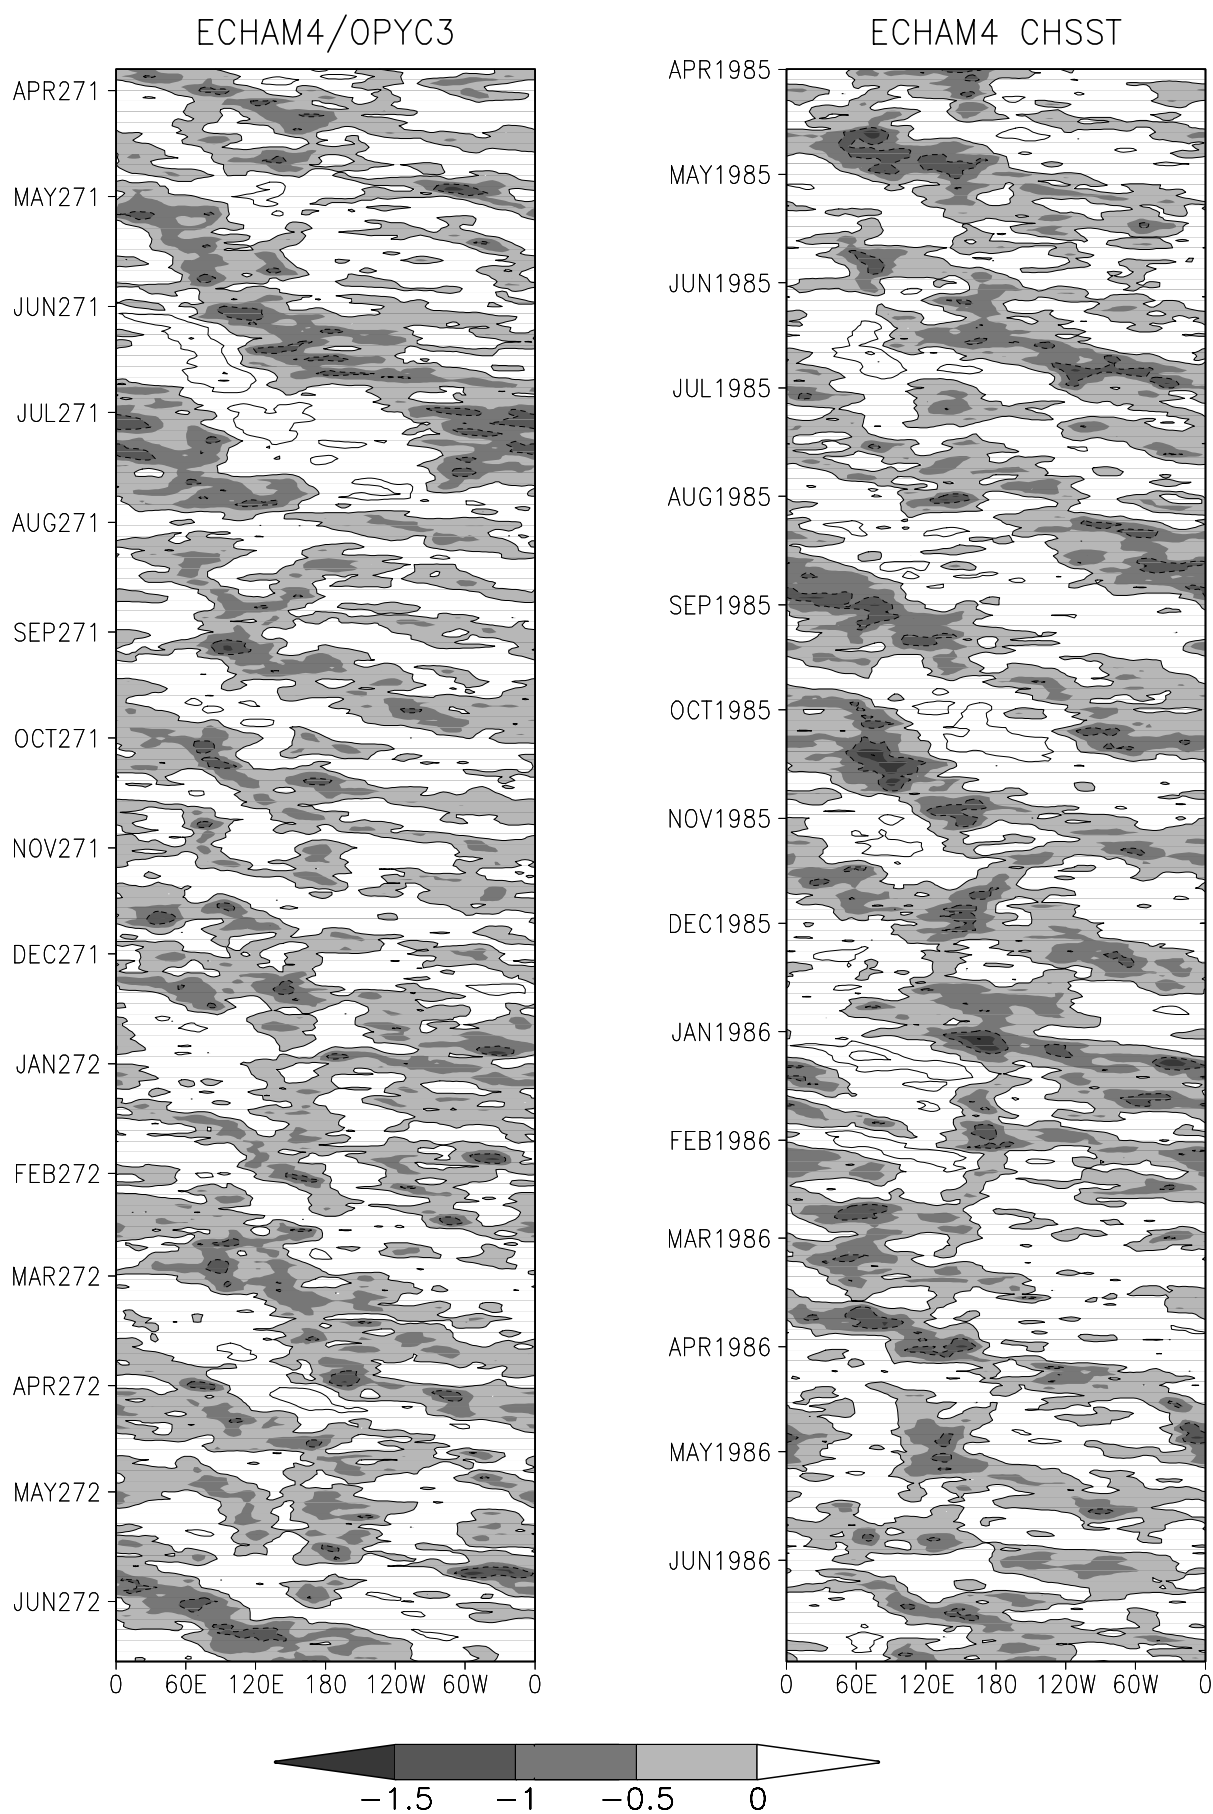 ECHAM4/OPYC3
APR271
MAY271
JUN271
JUL271
AUG271
SEP271
OCT271
NOV271
DEC271
JAN272
FEB272
MAR272
APR272
MAY272
JUN272
0 60E 120E 180 120W 60W 0
ECHAM4 CHSST
APR1985
MAY1985
JUN1985
JUL1985
AUG1985
SEP1985
OCT1985
NOV1985
DEC1985
JAN1986
FEB1986
MAR1986
APR1986
MAY1986
JUN1986
0 60E 120E 180 120W 60W 0
−1.5 −1 −0.5 0